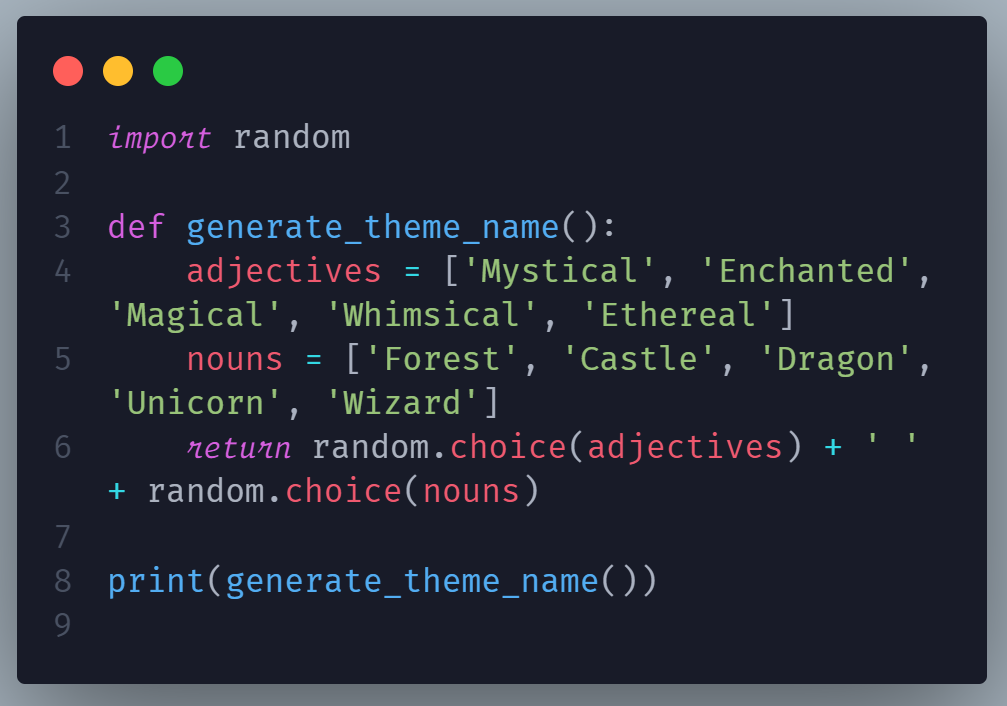 1 import random
2
3 def generate_theme_name():
4     adjectives = ['Mystical', 'Enchanted',
'Magical', 'Whimsical', 'Ethereal']
5     nouns = ['Forest', 'Castle', 'Dragon',
'Unicorn', 'Wizard']
6     return random.choice(adjectives) + ' '
+ random.choice(nouns)
7
8 print(generate_theme_name())
9